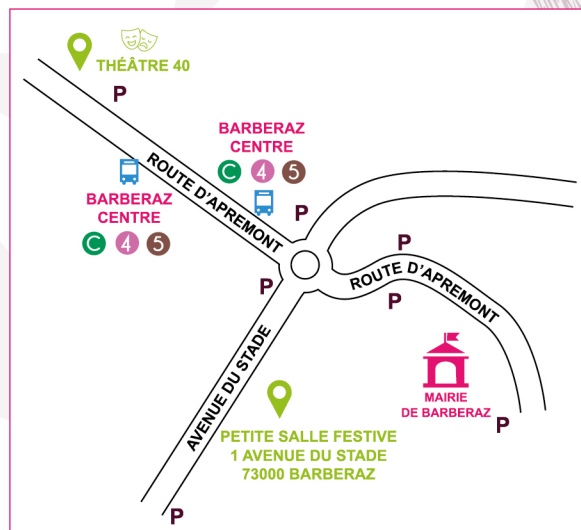 THÉÂTRE 40
P
BARBERAZ
CENTRE
C 4 5
ROUTE D'APREMONT
BARBERAZ
CENTRE
C 4 5
P
P
P
ROUTE D'APREMONT
P
AVENUE DU STADE
MAIRIE
DE BARBERAZ
P
PETITE SALLE FESTIVE
1 AVENUE DU STADE
73000 BARBERAZ
P